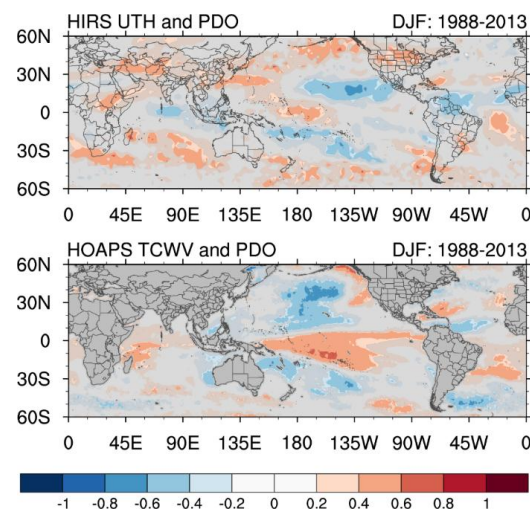 HIRS UTH and PDO DJF: 1988-2013
60N
30N
0
30S
60S
0 45E 90E 135E 180 135W 90W 45W 0
HOAPS TCWV and PDO DJF: 1988-2013
60N
30N
0
30S
60S
0 45E 90E 135E 180 135W 90W 45W 0
-1 -0.8 -0.6 -0.4 -0.2 0 0.2 0.4 0.6 0.8 1